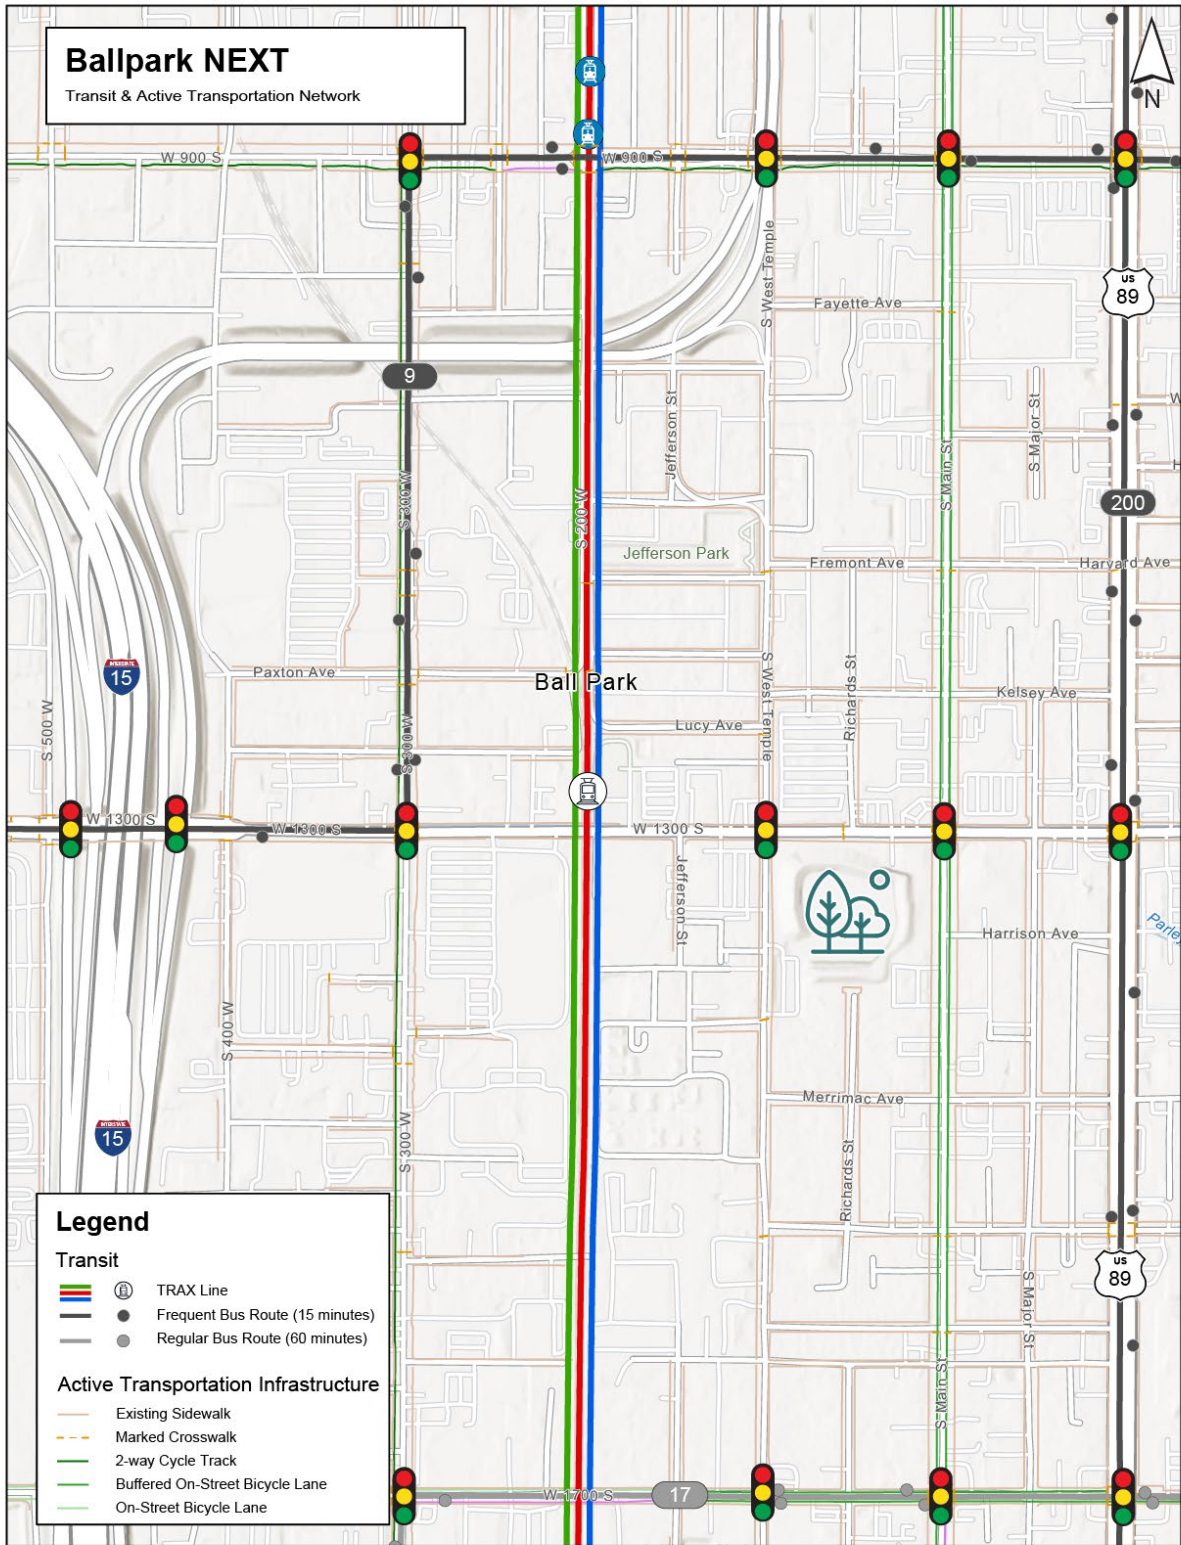 Ballpark NEXT
Transit & Active Transportation Network
N
W 900 S
W 900 S
S West Temple
US
89
Fayette Ave
9
Jefferson St
S Major St
W
S Main St
T
200
S 300 W
S 200 W
Jefferson Park
Fremont Ave
Harvard Ave
INTERSTATE
15
Paxton Ave
Ball Park
S West Temple
Richards St
Kelsey Ave
Lucy Ave
S 500 W
S 300 W
W 1300 S
W 1300 S
W 1300 S
Jefferson St
Harrison Ave
Parley
S 400 W
Merrimac Ave
INTERSTATE
15
S 300 W
Richards St
US
89
S Major St
S Main St
W 1700 S
17
Legend
Transit
TRAX Line
Frequent Bus Route (15 minutes)
Regular Bus Route (60 minutes)
Active Transportation Infrastructure
Existing Sidewalk
Marked Crosswalk
2-way Cycle Track
Buffered On-Street Bicycle Lane
On-Street Bicycle Lane